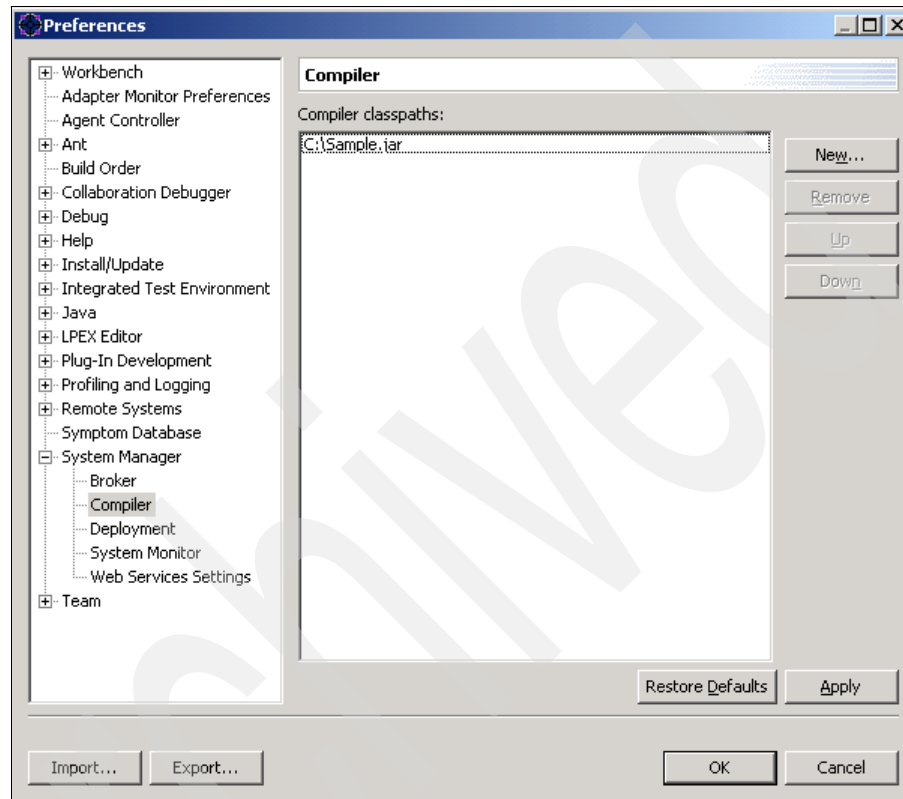 Preferences
Workbench
Adapter Monitor Preferences
Agent Controller
Ant
Build Order
Collaboration Debugger
Debug
Help
Install/Update
Integrated Test Environment
Java
LPEX Editor
Plug-In Development
Profiling and Logging
Remote Systems
Symptom Database
System Manager
Broker
Compiler
Deployment
System Monitor
Web Services Settings
Team
Compiler
Compiler classpaths:
C:\Sample.jar
New...
Remove
Up
Down
Restore Defaults
Apply
Import...
Export...
OK
Cancel